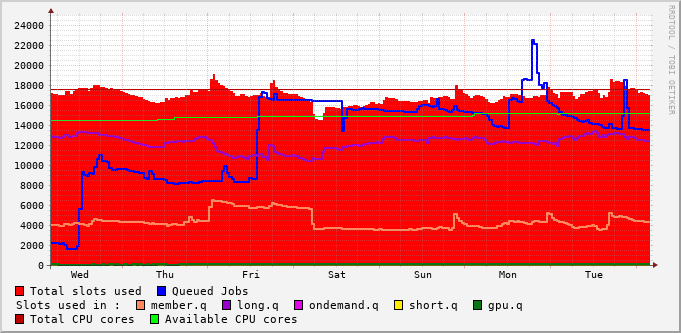 24000
22000
20000
18000
16000
14000
12000
10000
8000
6000
4000
2000
0
Wed Thu Fri Sat Sun Mon Tue
Total slots used Queued Jobs
Slots used in : member.q long.q ondemand.q short.q gpu.q
Total CPU cores Available CPU cores
RRDTOOL / TOBI OETIKER